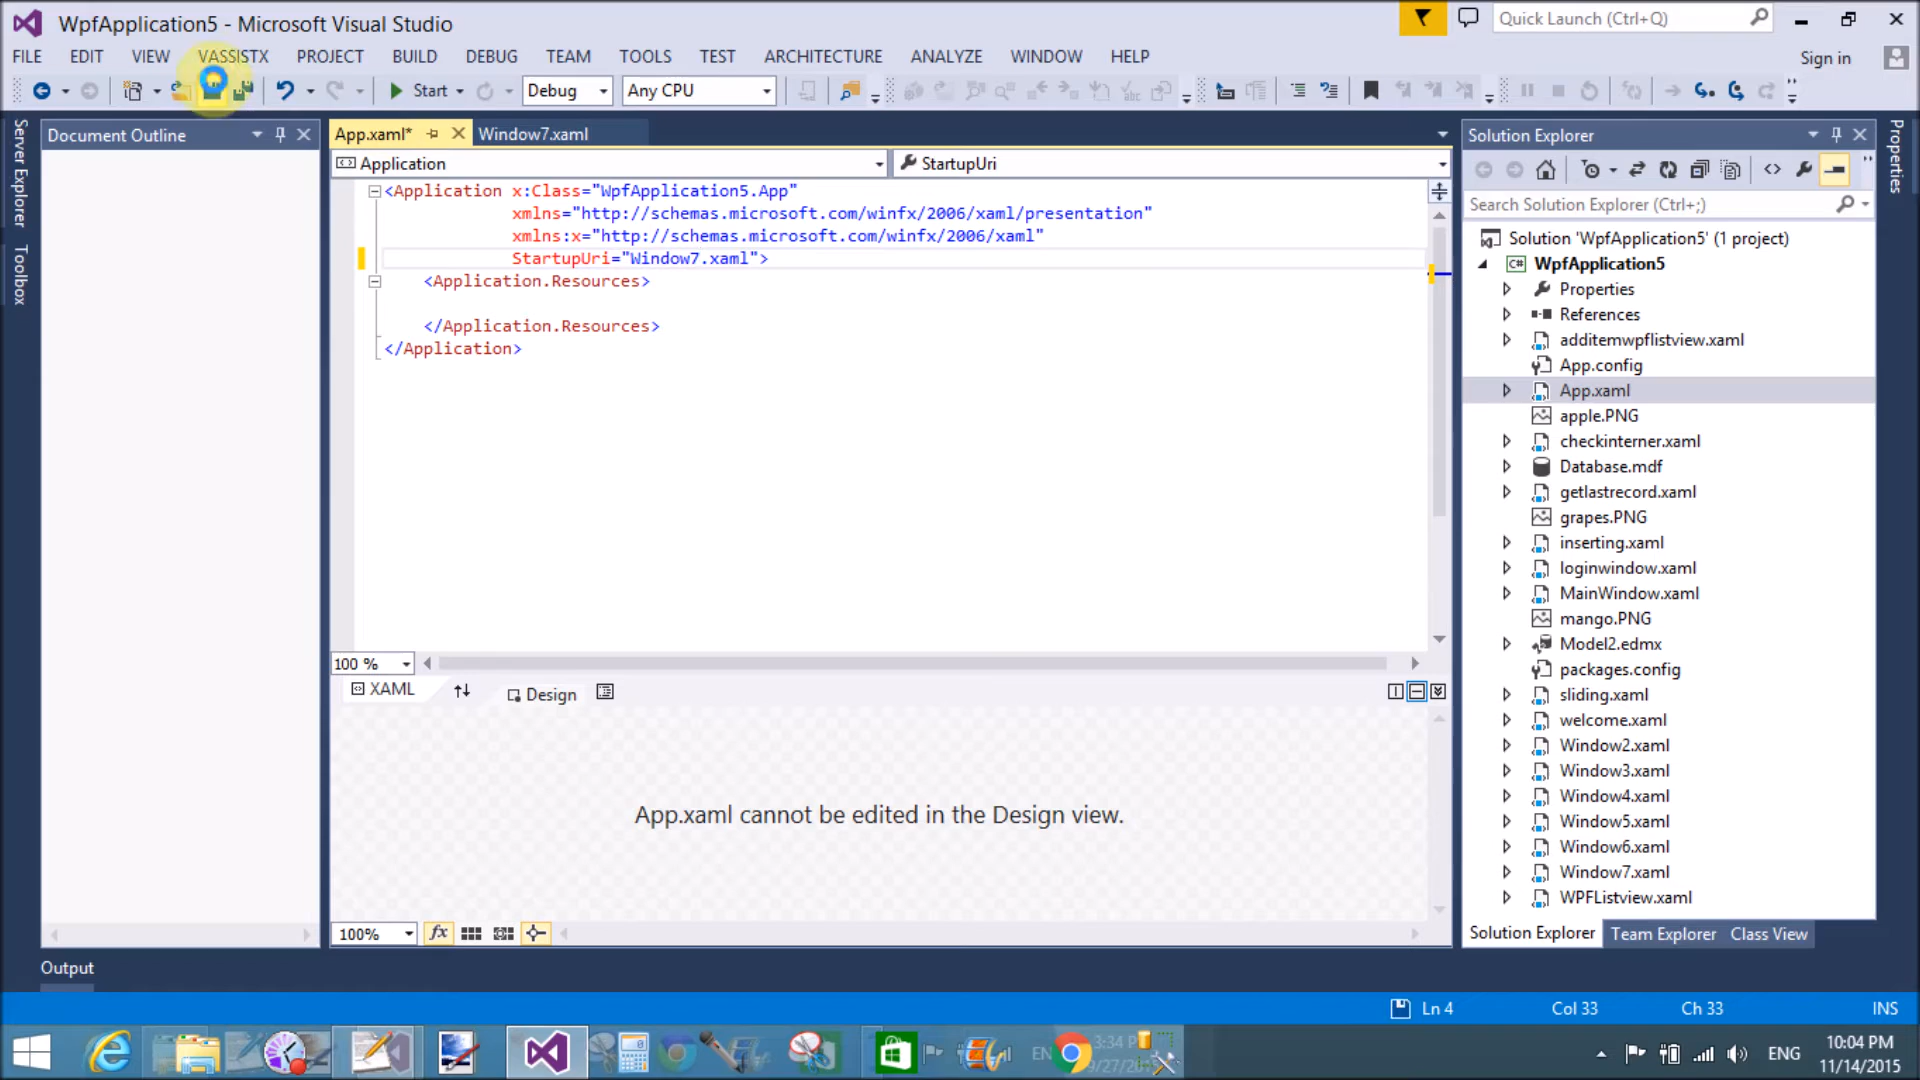 WpfApplication5 - Microsoft Visual Studio
Quick Launch (Ctrl+Q)
FILE EDIT VIEW VASSISTX PROJECT BUILD DEBUG TEAM TOOLS TEST ARCHITECTURE ANALYZE WINDOW HELP
Sign in
Start Debug Any CPU
Server Explorer
Toolbox
Document Outline
App.xaml* Window7.xaml
Application StartupUri
<Application x:Class="WpfApplication5.App"
xmlns="http://schemas.microsoft.com/winfx/2006/xaml/presentation"
xmlns:x="http://schemas.microsoft.com/winfx/2006/xaml"
StartupUri="Window7.xaml">
<Application.Resources>
</Application.Resources>
</Application>
100 %
XAML Design
App.xaml cannot be edited in the Design view.
100% fx
Solution Explorer
Properties
Search Solution Explorer (Ctrl+;)
Solution 'WpfApplication5' (1 project)
C# WpfApplication5
Properties
References
additemwpflistview.xaml
App.config
App.xaml
apple.PNG
checkinterner.xaml
Database.mdf
getlastrecord.xaml
grapes.PNG
inserting.xaml
loginwindow.xaml
MainWindow.xaml
mango.PNG
Model2.edmx
packages.config
sliding.xaml
welcome.xaml
Window2.xaml
Window3.xaml
Window4.xaml
Window5.xaml
Window6.xaml
Window7.xaml
WPFListview.xaml
Solution Explorer Team Explorer Class View
Output
Ln 4 Col 33 Ch 33 INS
EN 3:34 P
ENG
10:04 PM
11/14/2015